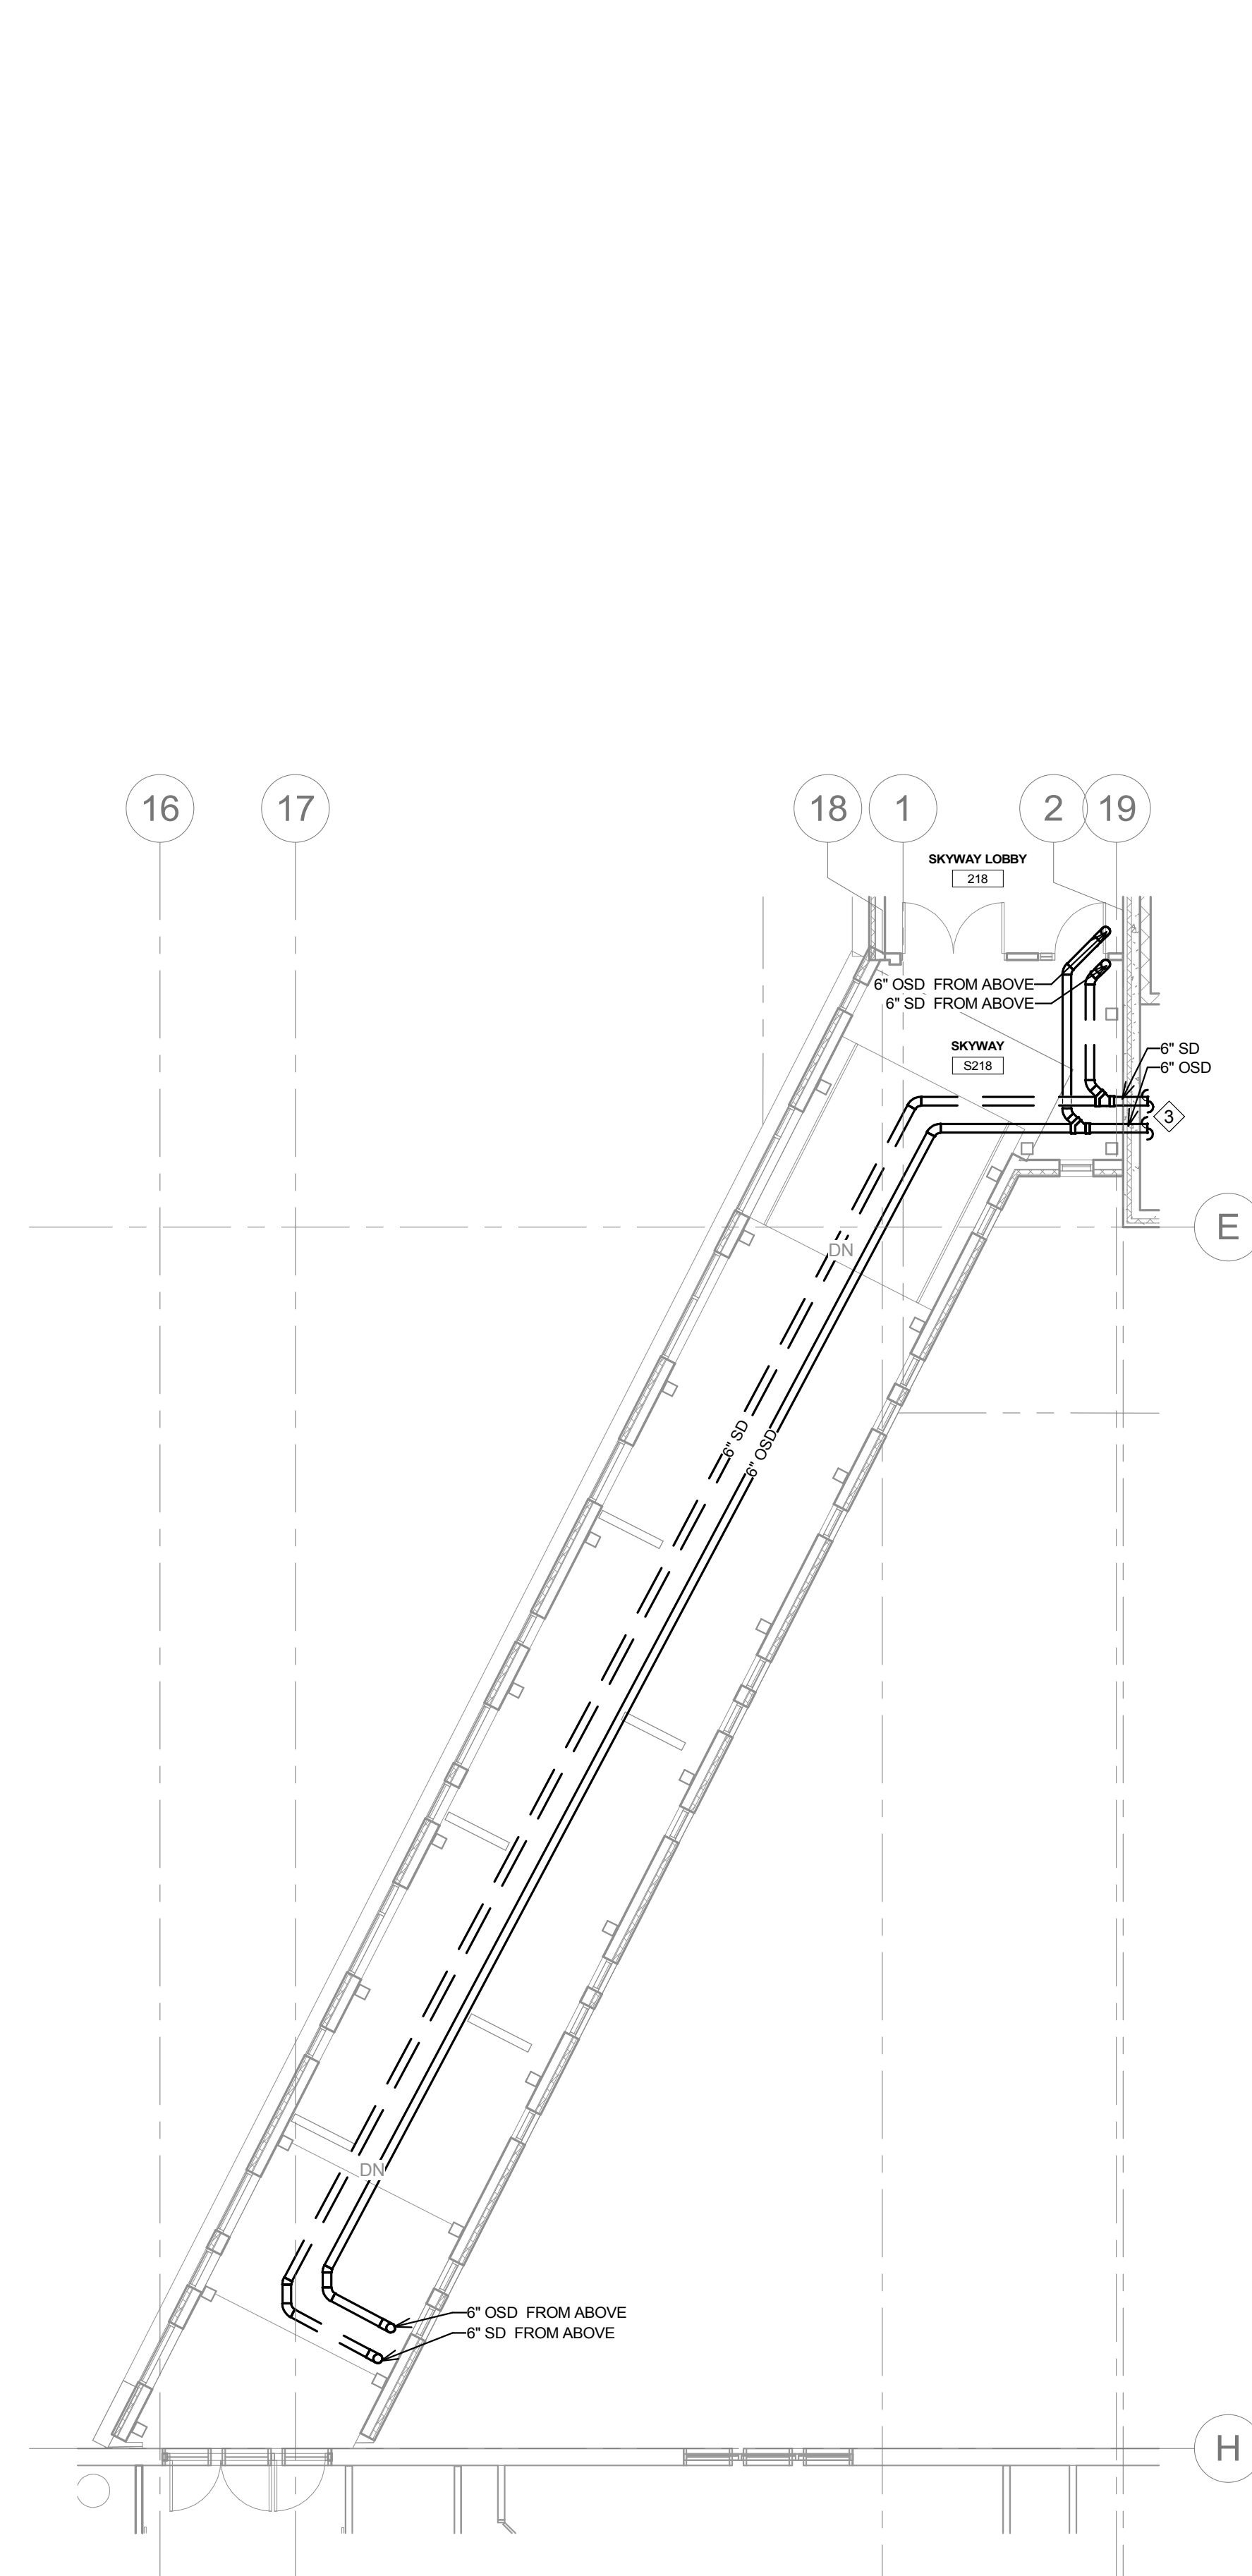 16
17
18
1
2
19
SKYWAY LOBBY
218
6" OSD FROM ABOVE
6" SD FROM ABOVE
SKYWAY
S218
6" SD
6" OSD
3
E
DN
6" SD
6" OSD
DN
6" OSD FROM ABOVE
6" SD FROM ABOVE
H